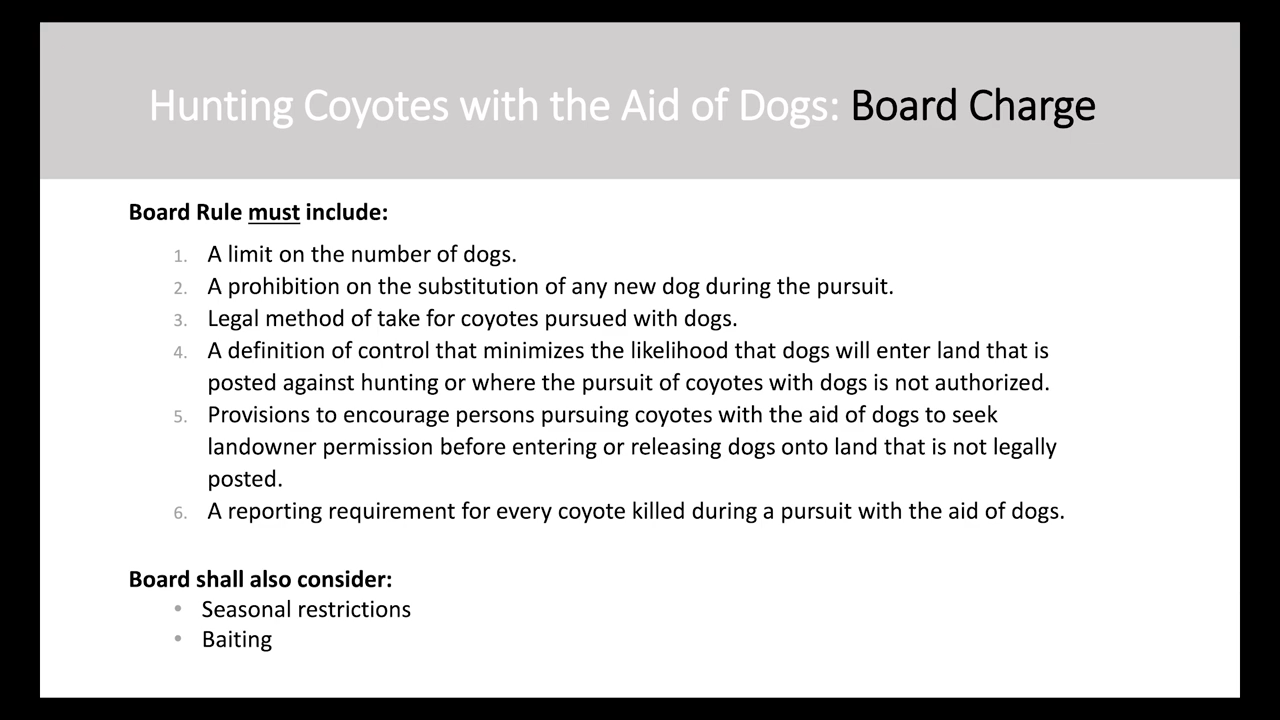 Hunting Coyotes with the Aid of Dogs: Board Charge
Board Rule must include:
1. A limit on the number of dogs.
2. A prohibition on the substitution of any new dog during the pursuit.
3. Legal method of take for coyotes pursued with dogs.
4. A definition of control that minimizes the likelihood that dogs will enter land that is
posted against hunting or where the pursuit of coyotes with dogs is not authorized.
5. Provisions to encourage persons pursuing coyotes with the aid of dogs to seek
landowner permission before entering or releasing dogs onto land that is not legally
posted.
6. A reporting requirement for every coyote killed during a pursuit with the aid of dogs.
Board shall also consider:
• Seasonal restrictions
• Baiting